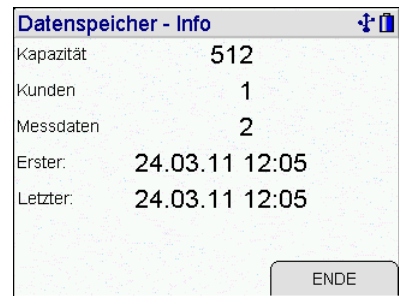 Datenspeicher - Info
Kapazität 512
Kunden 1
Messdaten 2
Erster: 24.03.11 12:05
Letzter: 24.03.11 12:05
ENDE